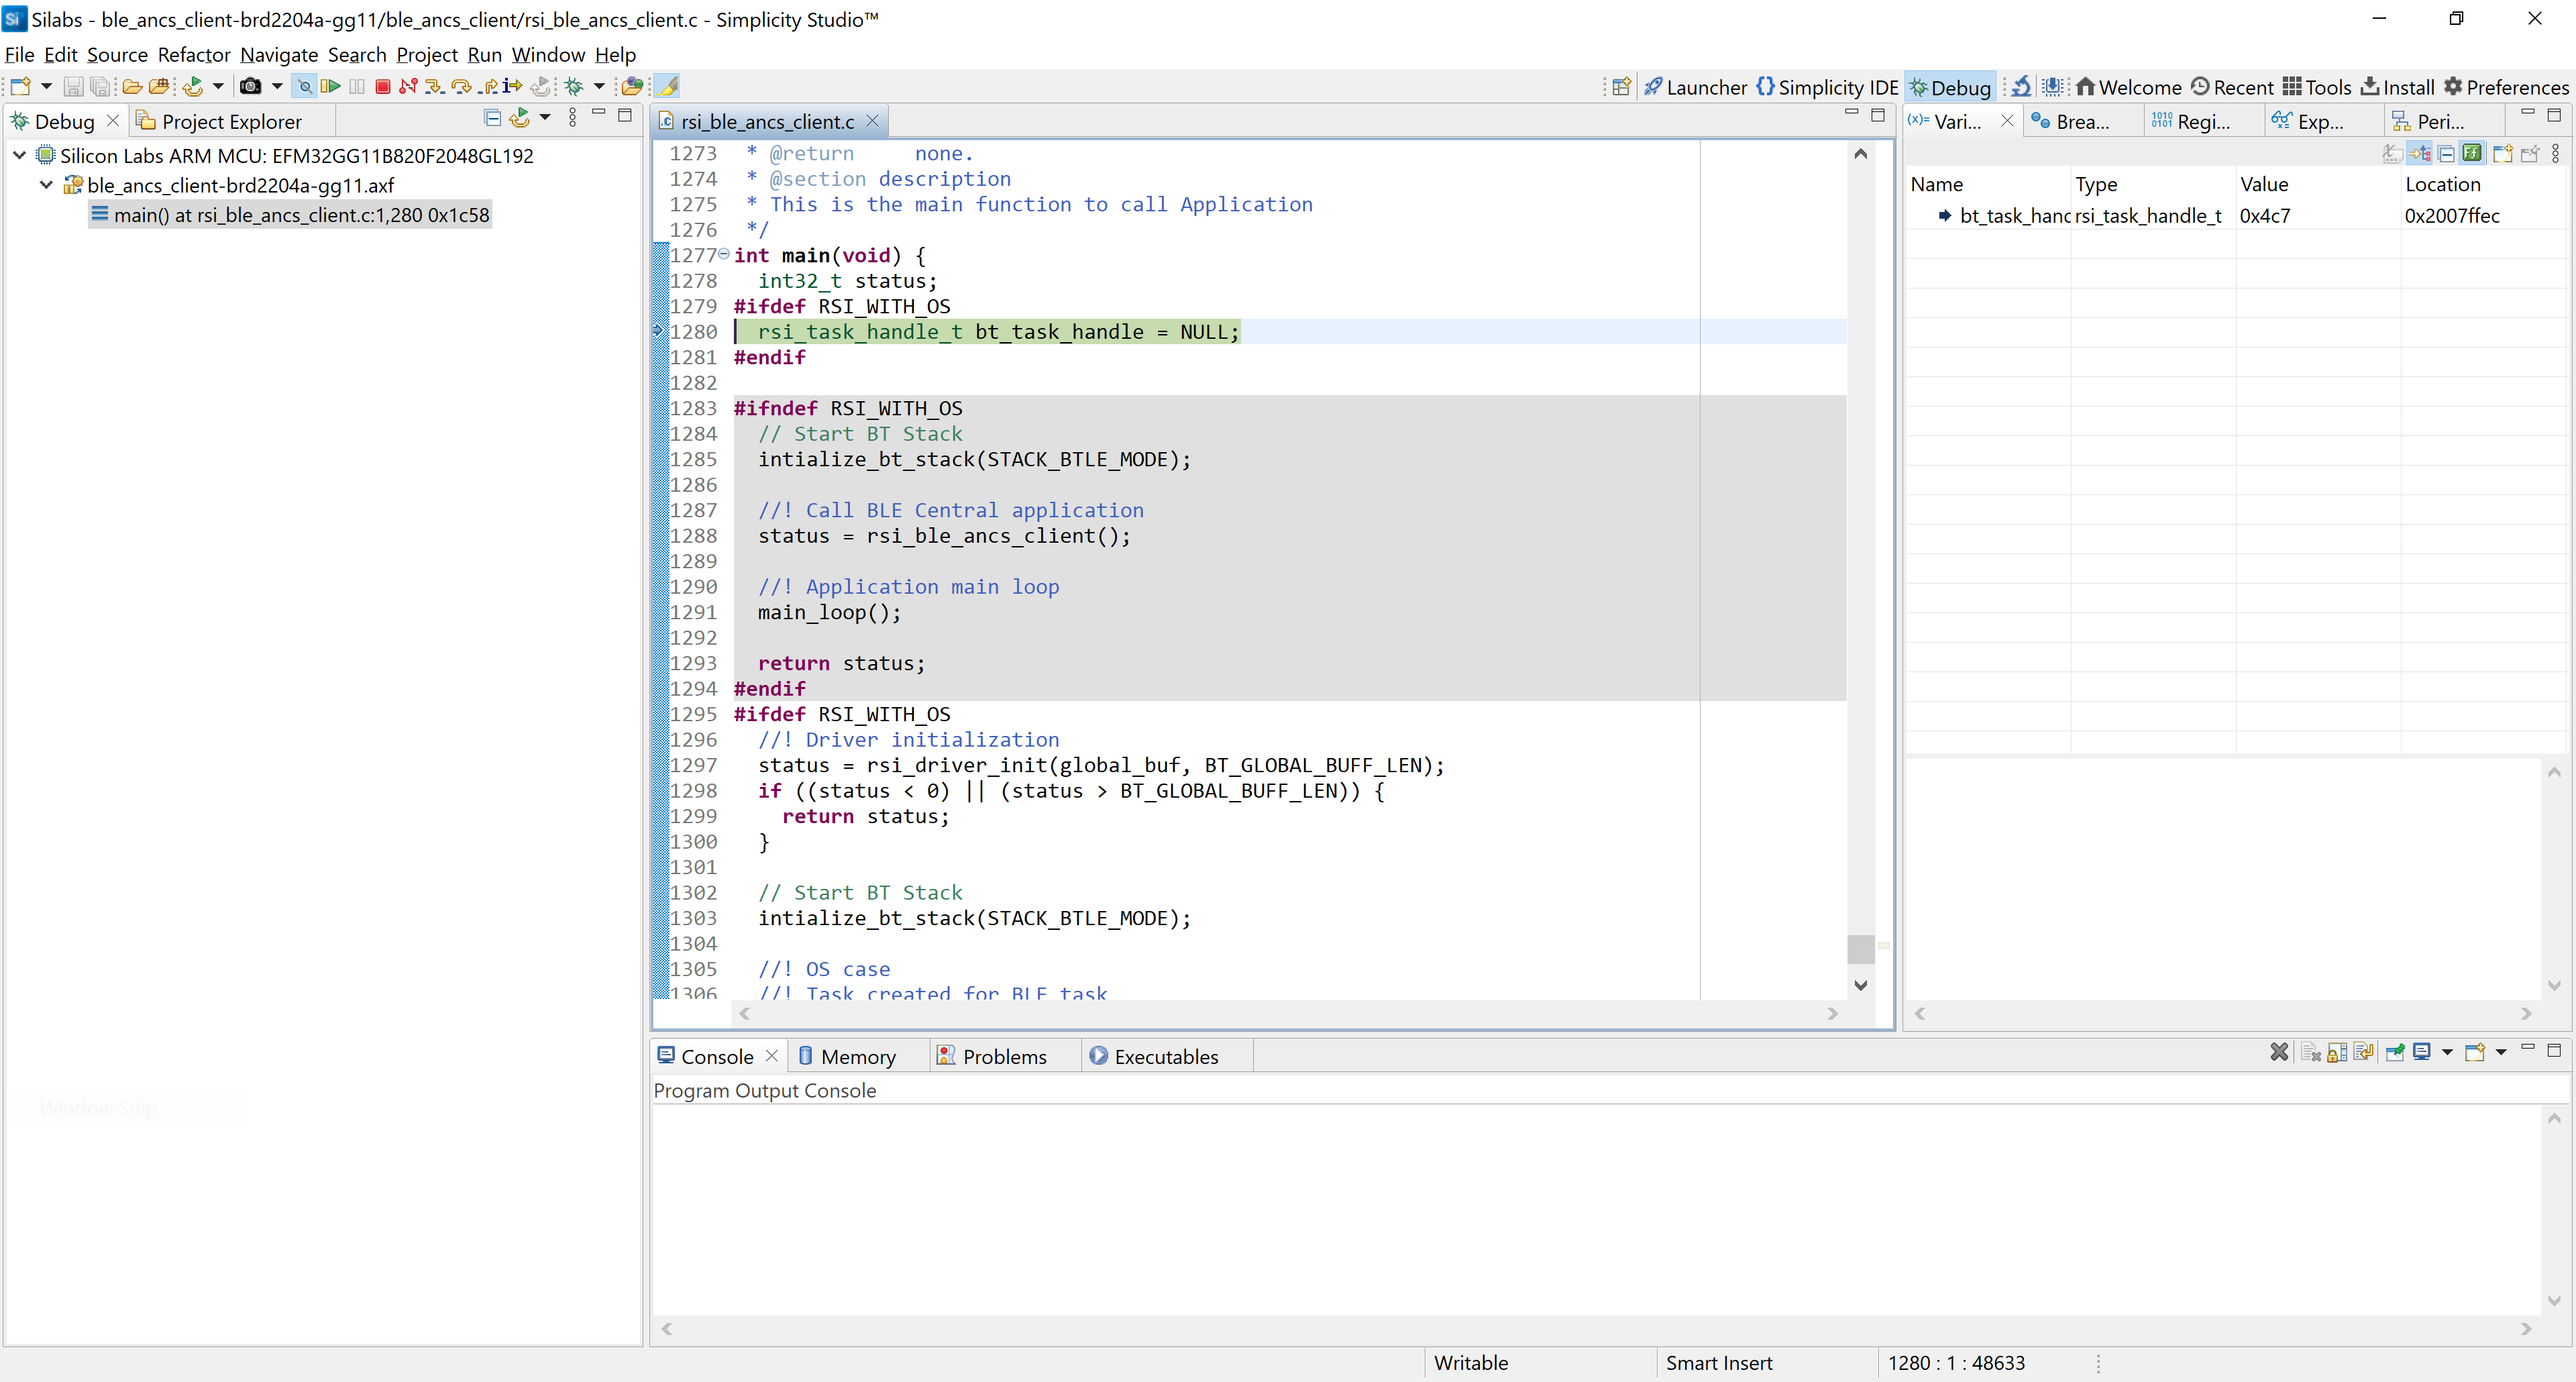 Silabs - ble_ancs_client-brd2204a-gg11/ble_ancs_client/rsi_ble_ancs_client.c - Simplicity Studio™
File Edit Source Refactor Navigate Search Project Run Window Help
Launcher {} Simplicity IDE Debug Welcome Recent Tools Install Preferences
Debug Project Explorer
Silicon Labs ARM MCU: EFM32GG11B820F2048GL192
ble_ancs_client-brd2204a-gg11.axf
main() at rsi_ble_ancs_client.c:1,280 0x1c58
Window Snip
rsi_ble_ancs_client.c
1273 * @return     none.
1274 * @section description
1275 * This is the main function to call Application
1276 */
1277 int main(void) {
1278   int32_t status;
1279 #ifdef RSI_WITH_OS
1280   rsi_task_handle_t bt_task_handle = NULL;
1281 #endif
1282
1283 #ifndef RSI_WITH_OS
1284   // Start BT Stack
1285   intialize_bt_stack(STACK_BTLE_MODE);
1286
1287   //! Call BLE Central application
1288   status = rsi_ble_ancs_client();
1289
1290   //! Application main loop
1291   main_loop();
1292
1293   return status;
1294 #endif
1295 #ifdef RSI_WITH_OS
1296   //! Driver initialization
1297   status = rsi_driver_init(global_buf, BT_GLOBAL_BUFF_LEN);
1298   if ((status < 0) || (status > BT_GLOBAL_BUFF_LEN)) {
1299     return status;
1300   }
1301
1302   // Start BT Stack
1303   intialize_bt_stack(STACK_BTLE_MODE);
1304
1305   //! OS case
1306   //! Task created for BLE task
(x)= Vari... Brea... 1010 0101 Regi... Exp... Peri...
Name Type Value Location
bt_task_hanc rsi_task_handle_t 0x4c7 0x2007ffec
Console Memory Problems Executables
Program Output Console
Writable Smart Insert 1280 : 1 : 48633